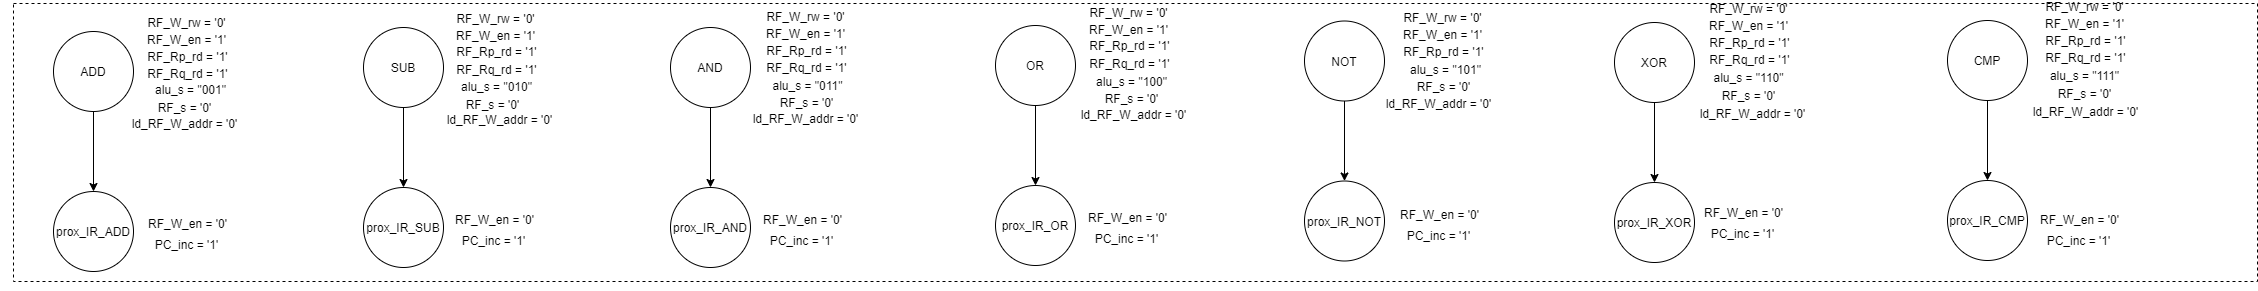 ADD
RF_W_rw = '0'
RF_W_en = '1'
RF_Rp_rd = '1'
RF_Rq_rd = '1'
alu_s = "001"
RF_s = '0'
ld_RF_W_addr = '0'
prox_IR_ADD
RF_W_en = '0'
PC_inc = '1'
SUB
RF_W_rw = '0'
RF_W_en = '1'
RF_Rp_rd = '1'
RF_Rq_rd = '1'
alu_s = "010"
RF_s = '0'
ld_RF_W_addr = '0'
prox_IR_SUB
RF_W_en = '0'
PC_inc = '1'
AND
RF_W_rw = '0'
RF_W_en = '1'
RF_Rp_rd = '1'
RF_Rq_rd = '1'
alu_s = "011"
RF_s = '0'
ld_RF_W_addr = '0'
prox_IR_AND
RF_W_en = '0'
PC_inc = '1'
OR
RF_W_rw = '0'
RF_W_en = '1'
RF_Rp_rd = '1'
RF_Rq_rd = '1'
alu_s = "100"
RF_s = '0'
ld_RF_W_addr = '0'
prox_IR_OR
RF_W_en = '0'
PC_inc = '1'
NOT
RF_W_rw = '0'
RF_W_en = '1'
RF_Rp_rd = '1'
alu_s = "101"
RF_s = '0'
ld_RF_W_addr = '0'
prox_IR_NOT
RF_W_en = '0'
PC_inc = '1'
XOR
RF_W_rw = '0'
RF_W_en = '1'
RF_Rp_rd = '1'
RF_Rq_rd = '1'
alu_s = "110"
RF_s = '0'
ld_RF_W_addr = '0'
prox_IR_XOR
RF_W_en = '0'
PC_inc = '1'
CMP
RF_W_rw = '0'
RF_W_en = '1'
RF_Rp_rd = '1'
RF_Rq_rd = '1'
alu_s = "111"
RF_s = '0'
ld_RF_W_addr = '0'
prox_IR_CMP
RF_W_en = '0'
PC_inc = '1'